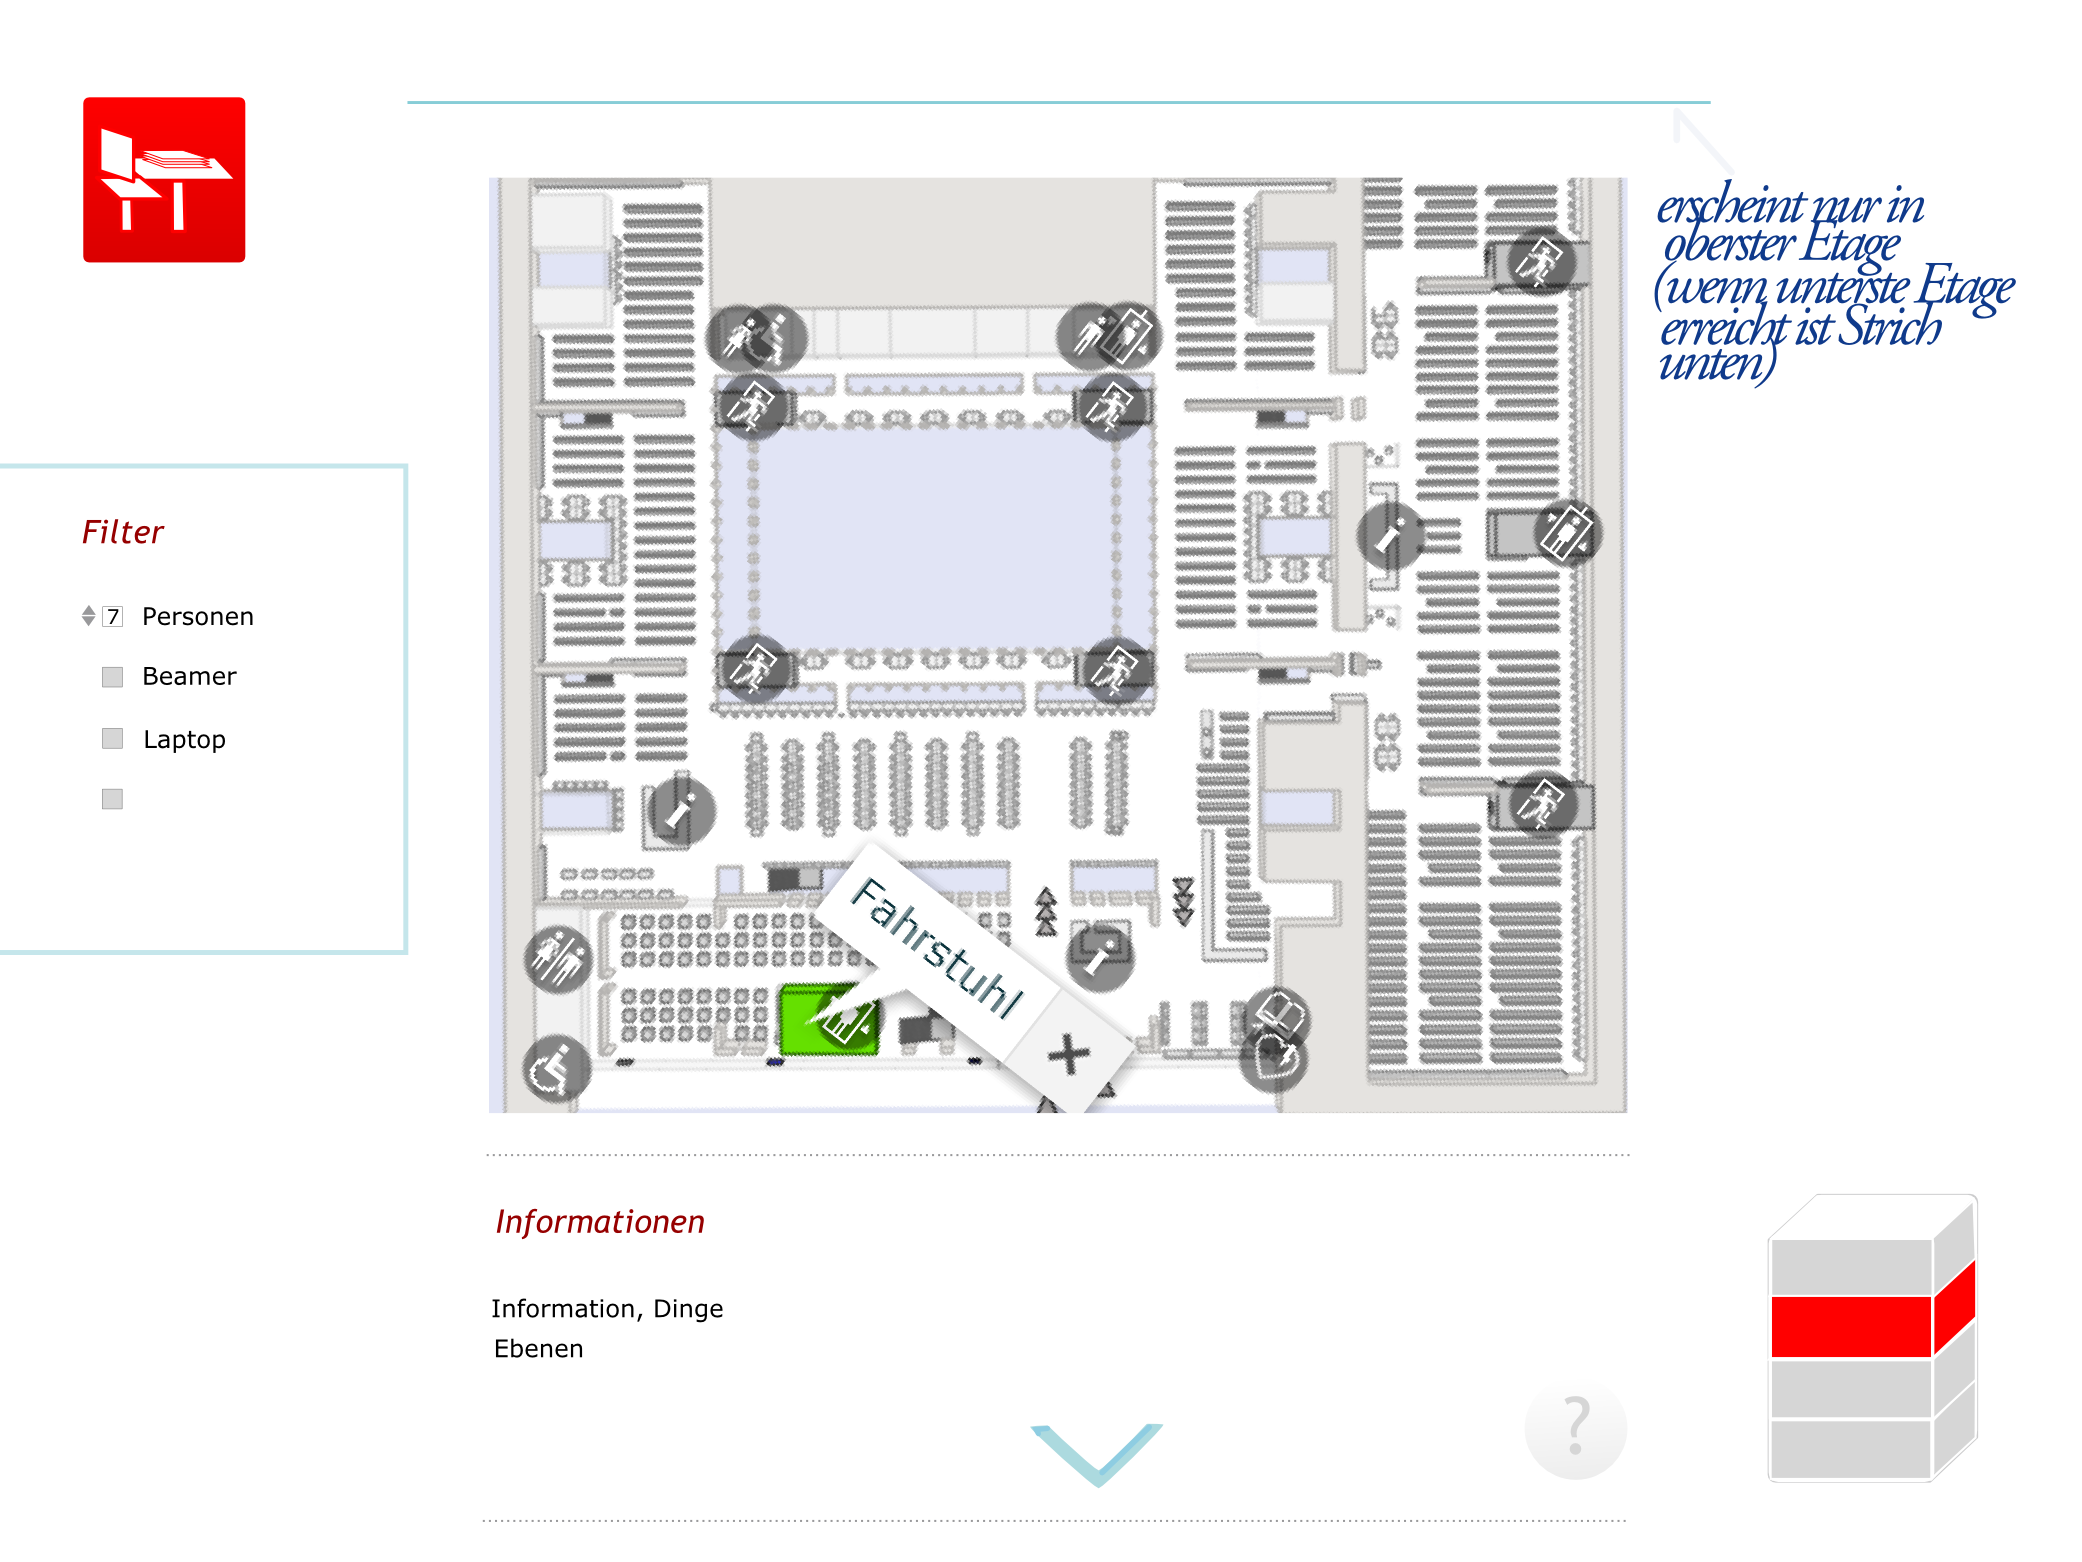 erscheint nur in
oberster Etage
(wenn unterste Etage
erreicht ist Strich
unten)
Filter
7 Personen
Beamer
Laptop
Fahrstuhl
Informationen
Information, Dinge
Ebenen
?